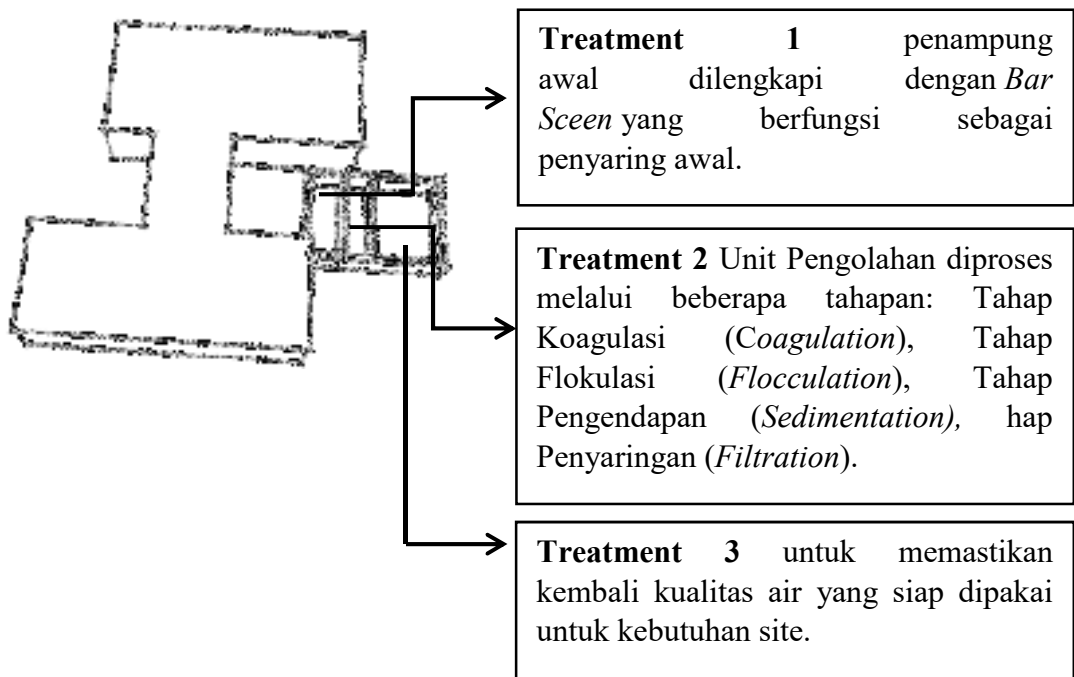 Treatment 1 penampung
awal dilengkapi dengan Bar
Sceen yang berfungsi sebagai
penyaring awal.
Treatment 2 Unit Pengolahan diproses
melalui beberapa tahapan: Tahap
Koagulasi (Coagulation), Tahap
Flokulasi (Flocculation), Tahap
Pengendapan (Sedimentation), hap
Penyaringan (Filtration).
Treatment 3 untuk memastikan
kembali kualitas air yang siap dipakai
untuk kebutuhan site.